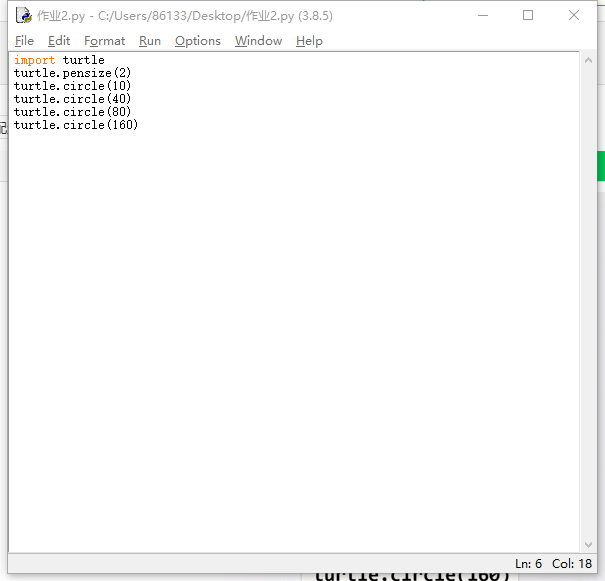 作业2.py - C:/Users/86133/Desktop/作业2.py (3.8.5)
File Edit Format Run Options Window Help
import turtle
turtle.pensize(2)
turtle.circle(10)
turtle.circle(40)
turtle.circle(80)
turtle.circle(160)
Ln: 6 Col: 18
turtle.circle(160)